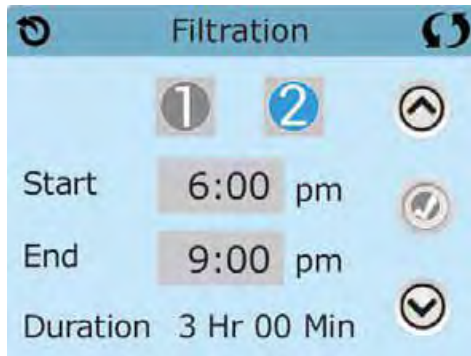 Filtration
1 2
Start 6:00 pm
End 9:00 pm
Duration 3 Hr 00 Min